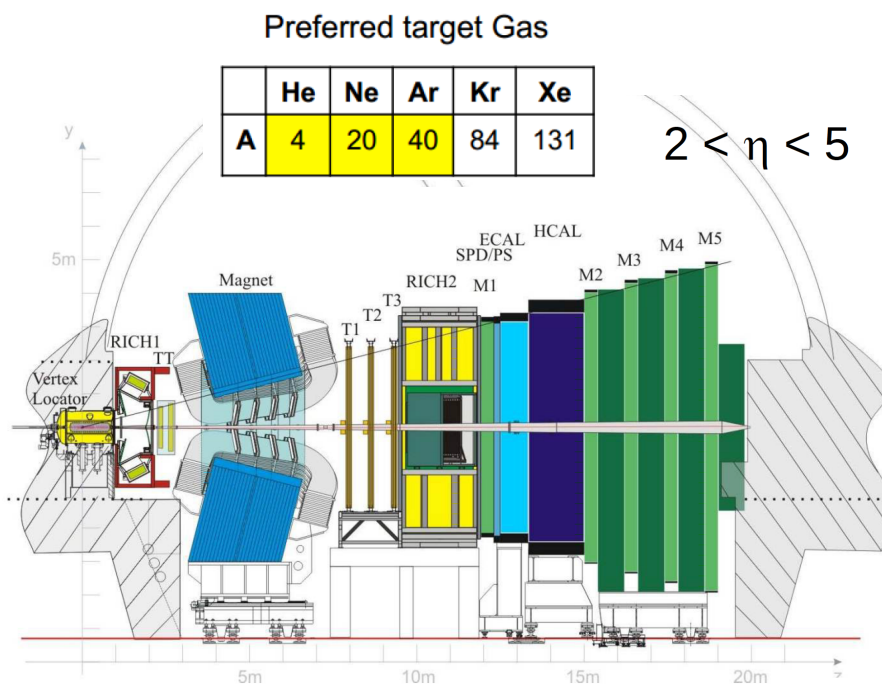 Preferred target Gas
He Ne Ar Kr Xe
A 4 20 40 84 131
2 < η < 5
y
5m
Magnet
RICH1
TT
Vertex
Locator
T1
T2
T3
RICH2
SPD/PS
M1
ECAL
HCAL
M2
M3
M4
M5
5m 10m 15m 20m z